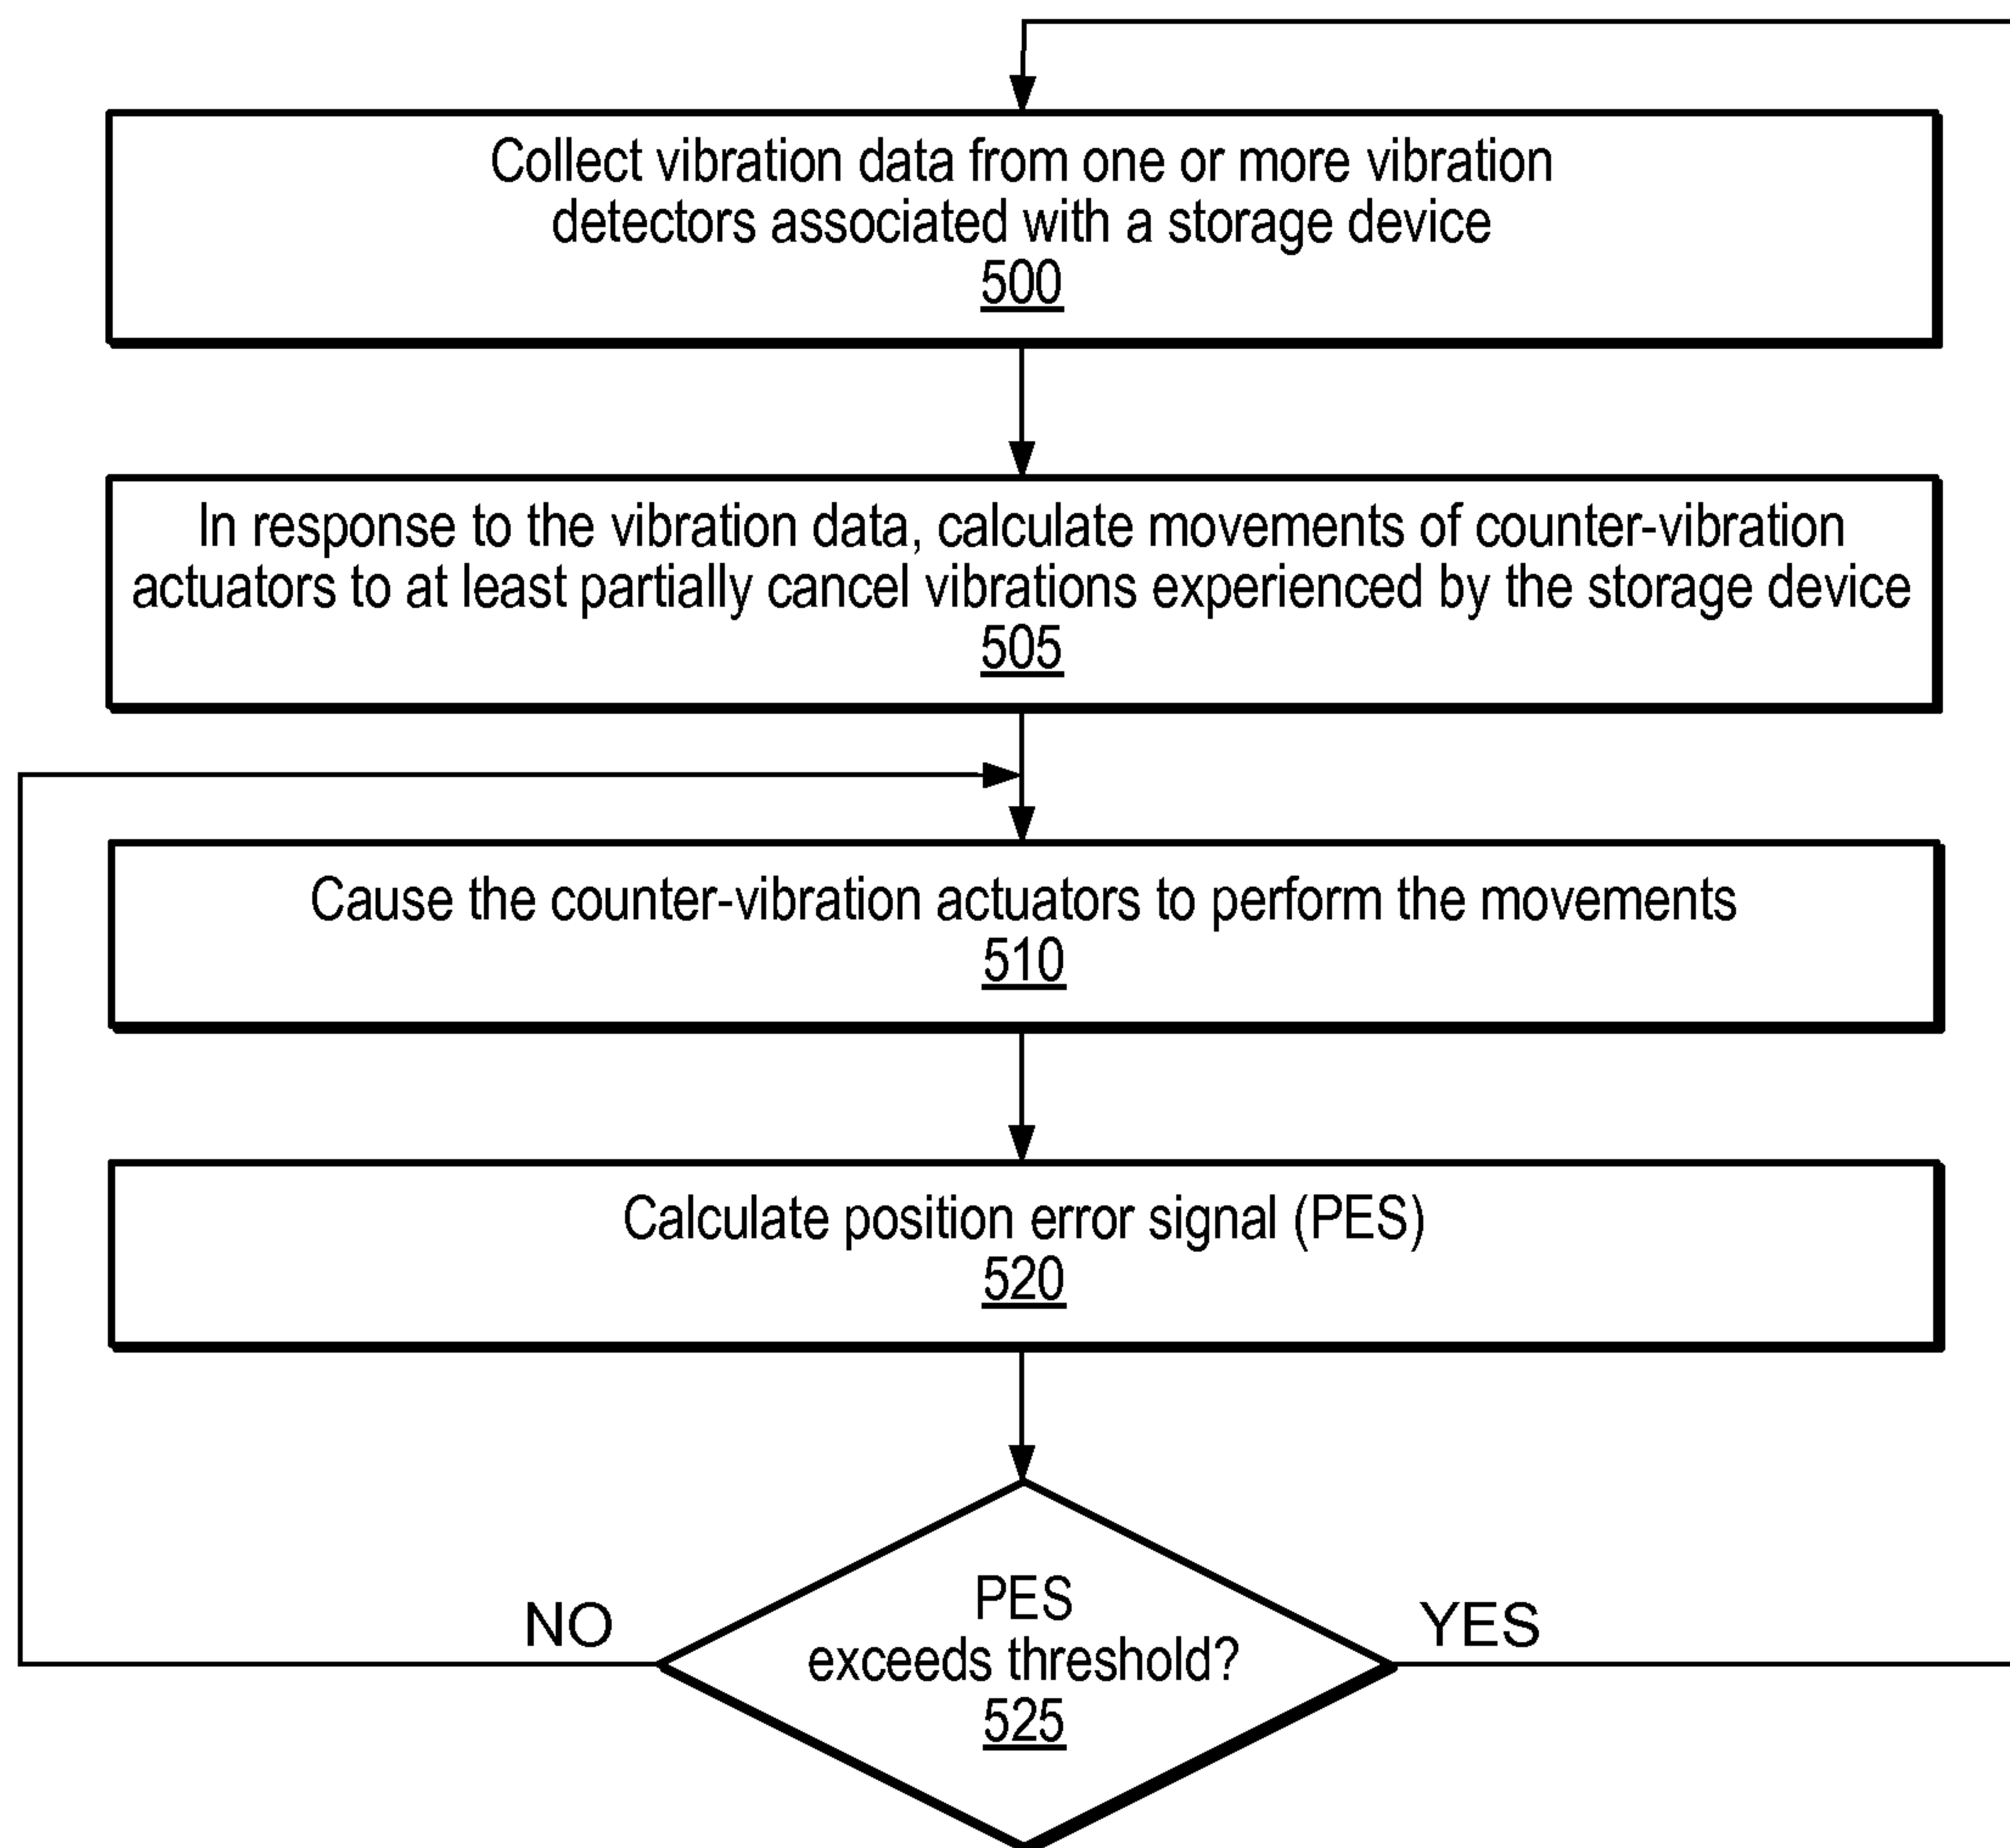 Collect vibration data from one or more vibration
detectors associated with a storage device
500
In response to the vibration data, calculate movements of counter-vibration
actuators to at least partially cancel vibrations experienced by the storage device
505
Cause the counter-vibration actuators to perform the movements
510
Calculate position error signal (PES)
520
NO
PES
exceeds threshold?
525
YES